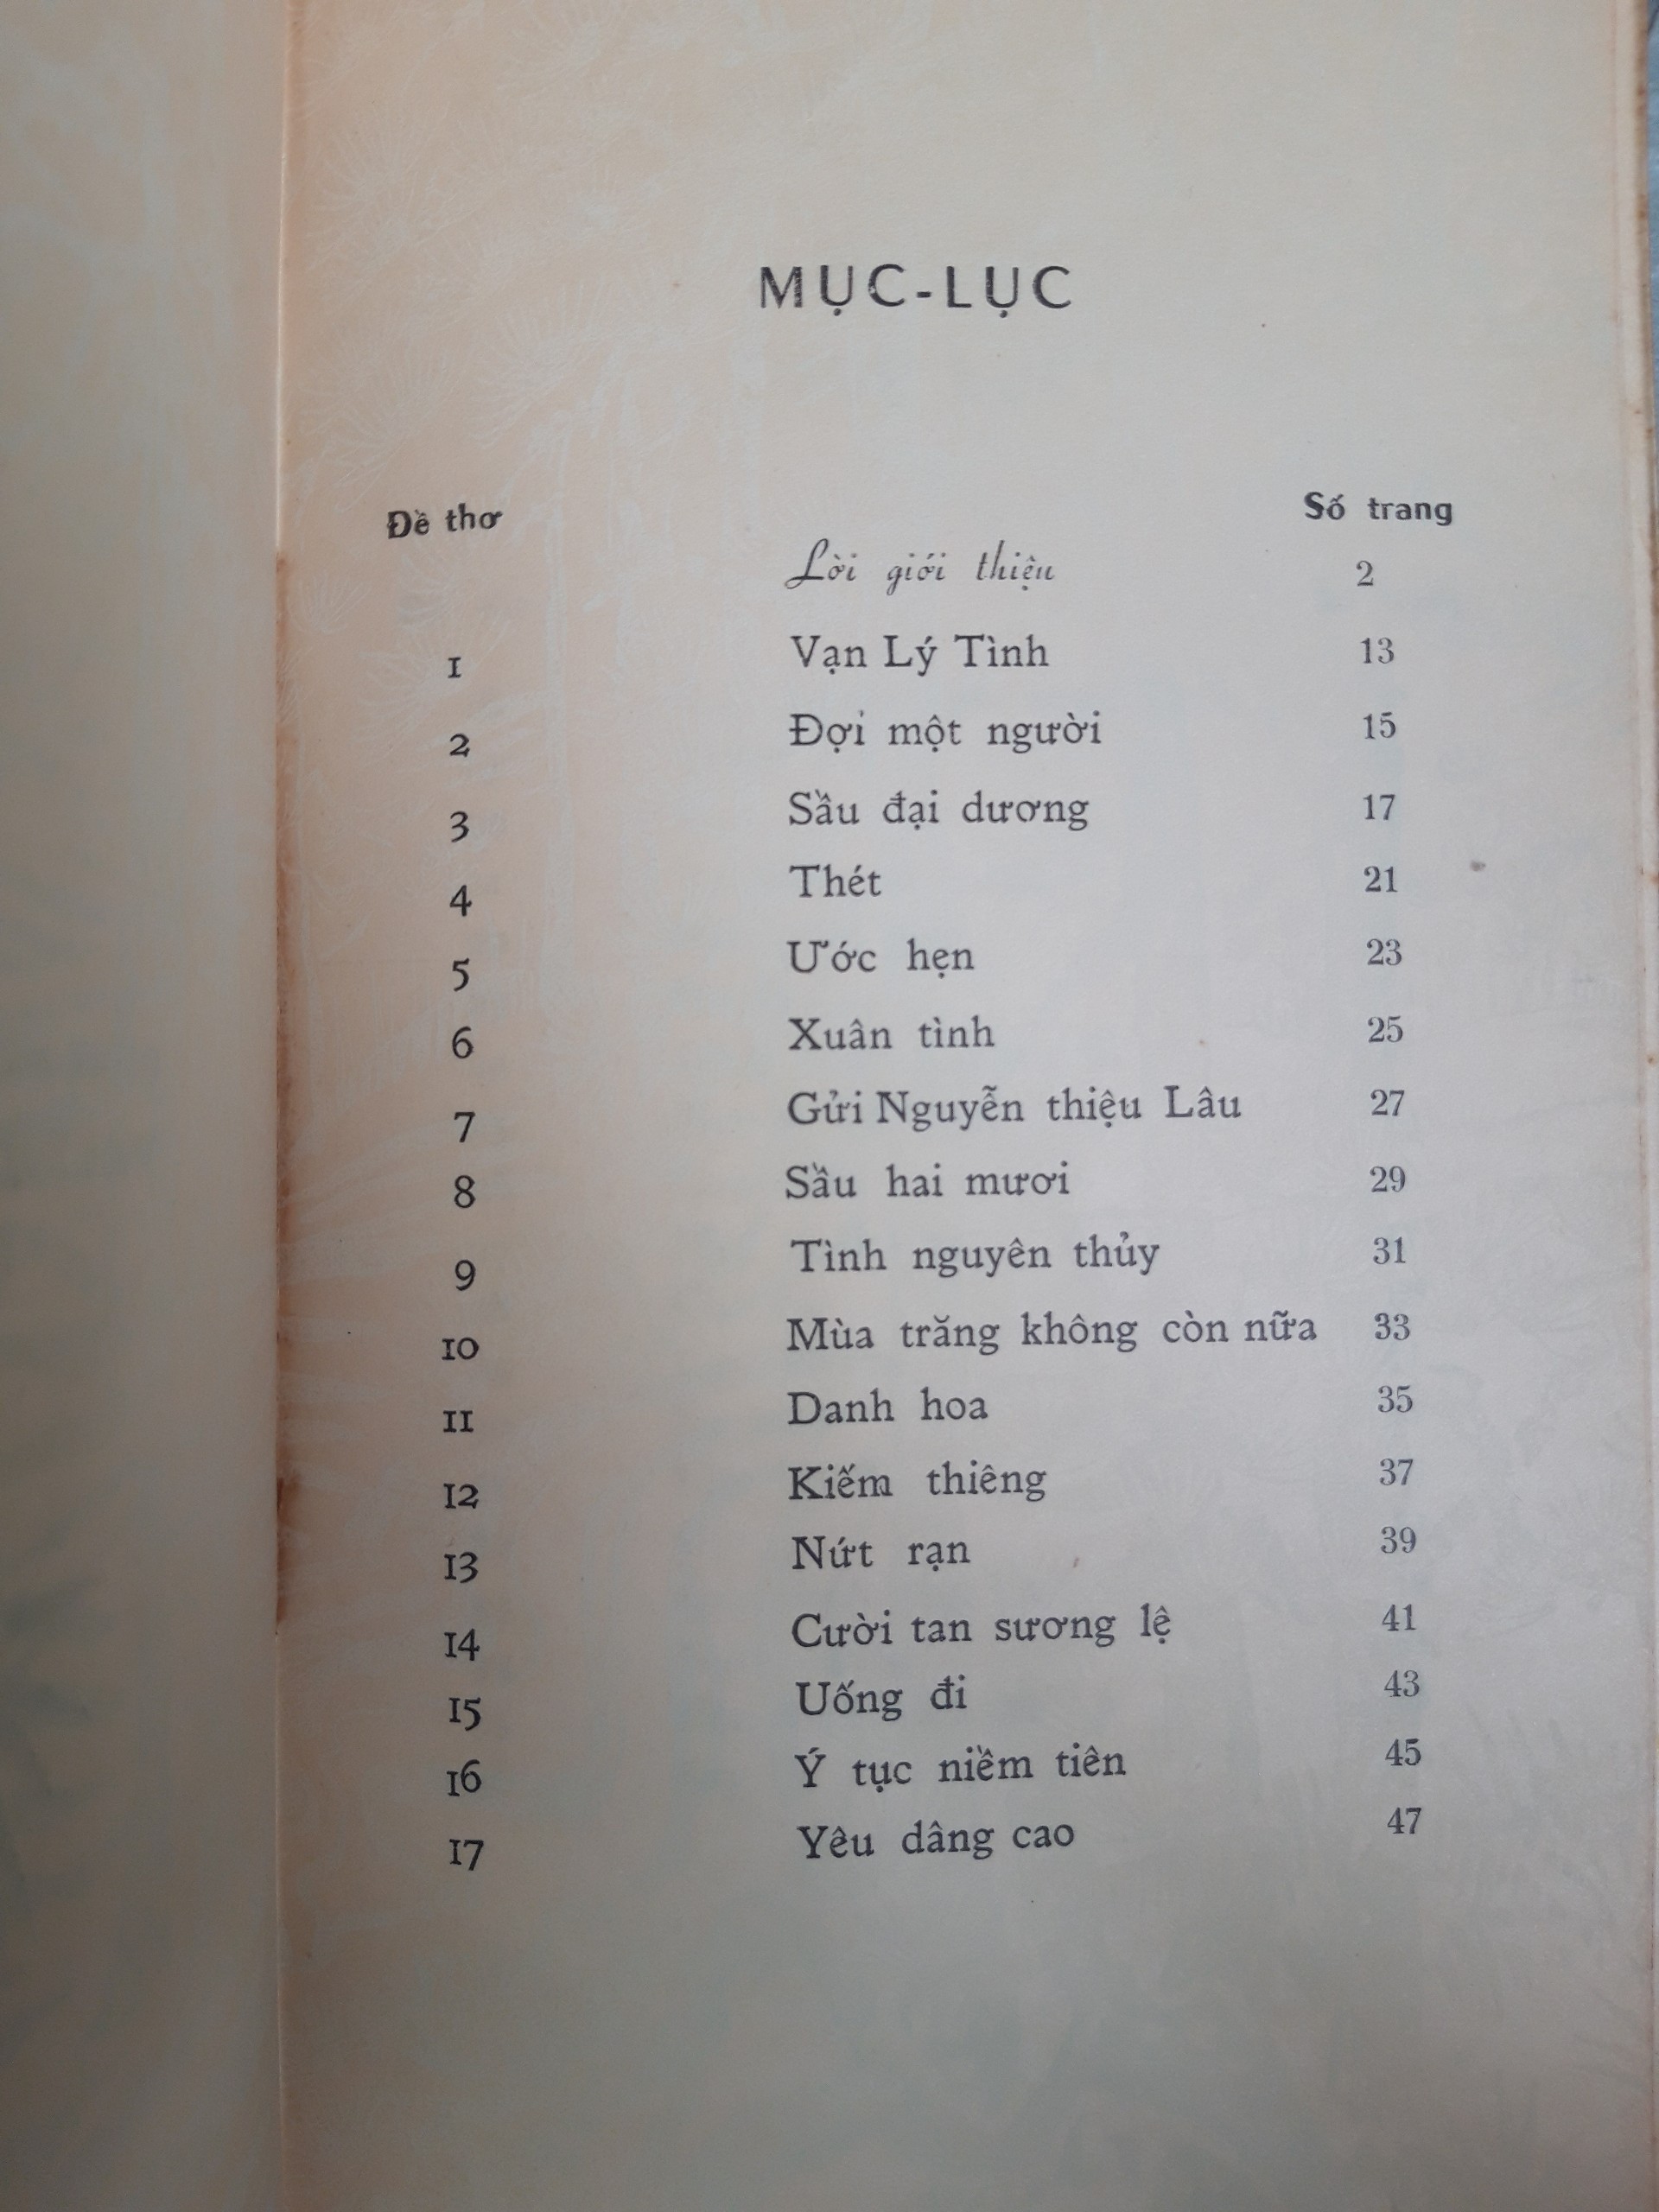 MỤC-LỤC
Đề thơ Số trang
Lời giới thiệu 2
1 Vạn Lý Tình 13
2 Đợi một người 15
3 Sầu đại dương 17
4 Thét 21
5 Ước hẹn 23
6 Xuân tình 25
7 Gửi Nguyễn thiệu Lâu 27
8 Sầu hai mươi 29
9 Tình nguyên thủy 31
10 Mùa trăng không còn nữa 33
11 Danh hoa 35
12 Kiếm thiêng 37
13 Nứt rạn 39
14 Cười tan sương lệ 41
15 Uống đi 43
16 Ý tục niềm tiên 45
17 Yêu dâng cao 47